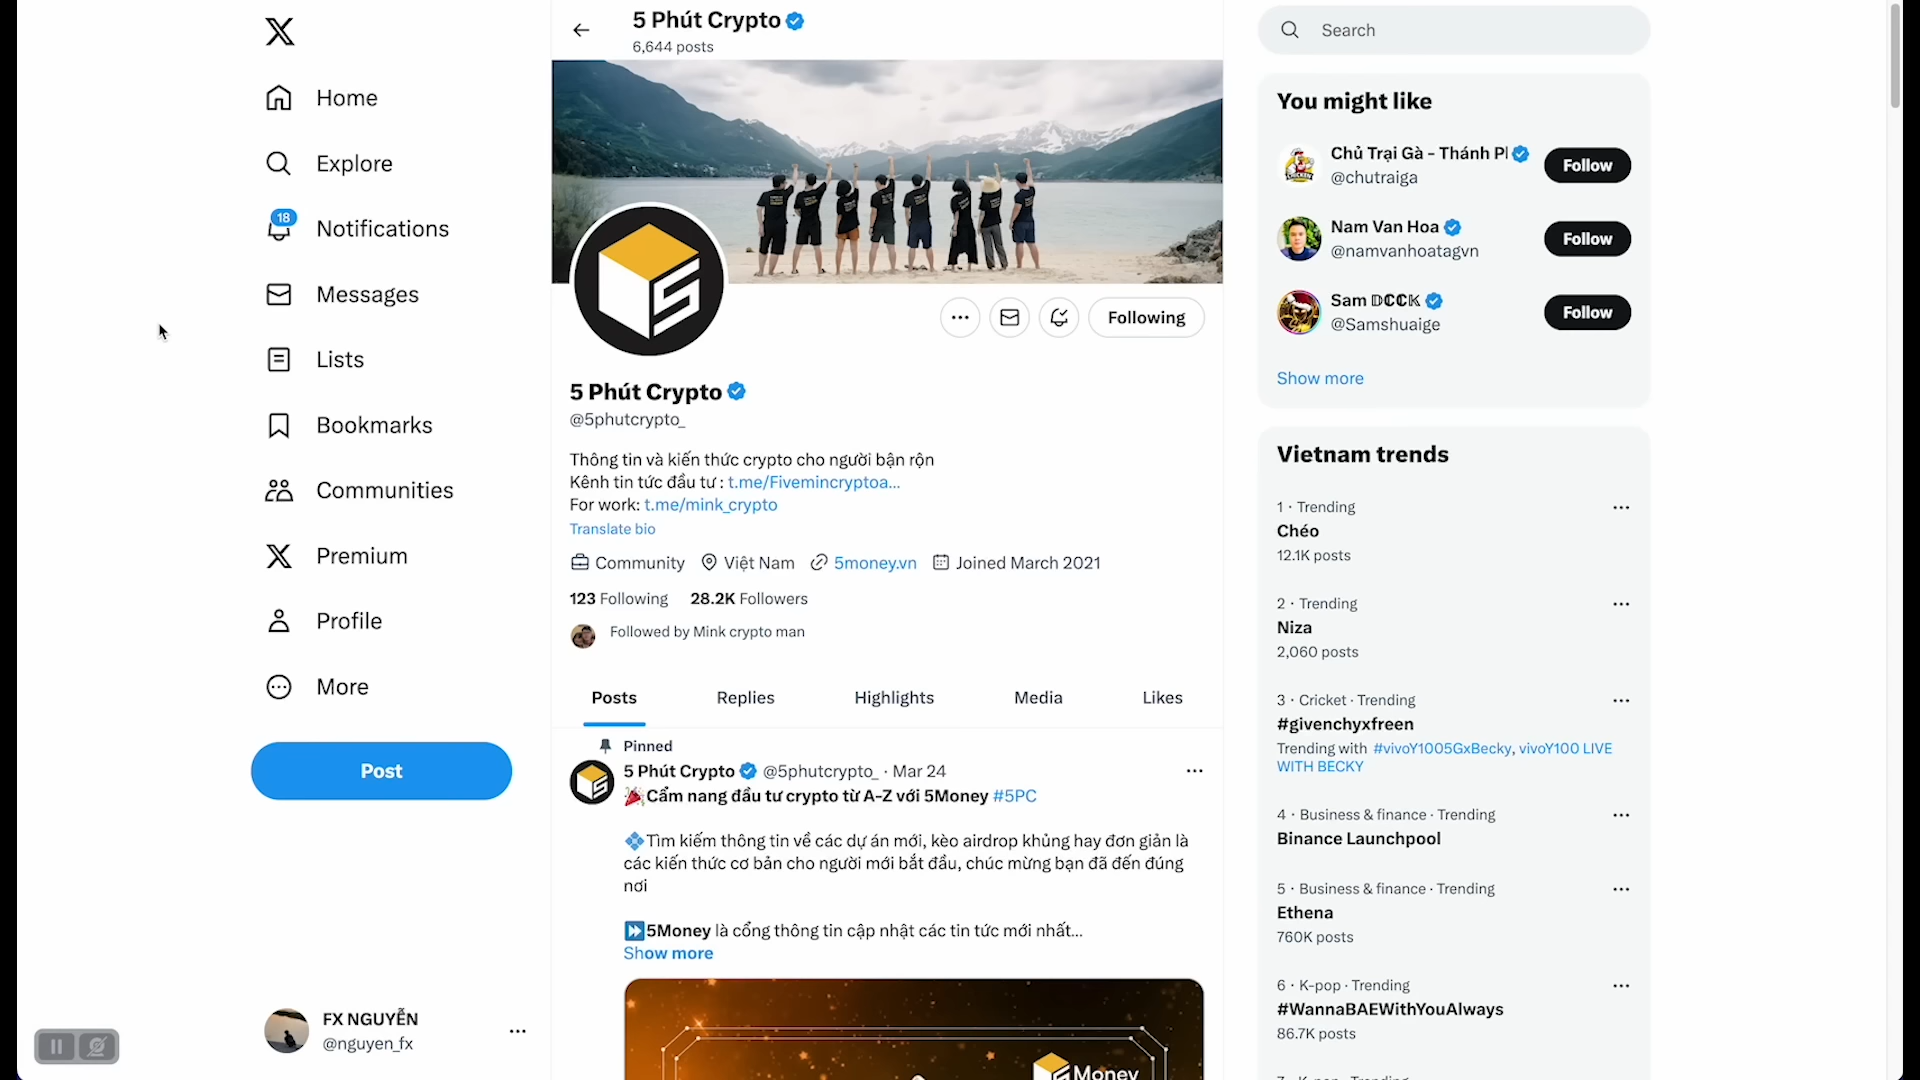 Home
Explore
18
Notifications
Messages
Lists
Bookmarks
Communities
Premium
Profile
More
Post
FX NGUYỄN
@nguyen_fx
5 Phút Crypto
6,644 posts
Following
5 Phút Crypto
@5phutcrypto_
Thông tin và kiến thức crypto cho người bận rộn
Kênh tin tức đầu tư : t.me/Fivemincryptoa...
For work: t.me/mink_crypto
Translate bio
Community Việt Nam 5money.vn Joined March 2021
123 Following 28.2K Followers
Followed by Mink crypto man
Posts Replies Highlights Media Likes
Pinned
5 Phút Crypto @5phutcrypto_ · Mar 24
Cẩm nang đầu tư crypto từ A-Z với 5Money #5PC
Tìm kiếm thông tin về các dự án mới, kèo airdrop khủng hay đơn giản là
các kiến thức cơ bản cho người mới bắt đầu, chúc mừng bạn đã đến đúng
nơi
5Money là cổng thông tin cập nhật các tin tức mới nhất...
Show more
Money
Search
You might like
Chủ Trại Gà - Thánh Pl
@chutraiga
Follow
Nam Van Hoa
@namvanhoatagvn
Follow
Sam 𝔻ℂℂ𝕂
@Samshuaige
Follow
Show more
Vietnam trends
1 · Trending
Chéo
12.1K posts
2 · Trending
Niza
2,060 posts
3 · Cricket · Trending
#givenchyxfreen
Trending with #vivoY1005GxBecky, vivoY100 LIVE
WITH BECKY
4 · Business & finance · Trending
Binance Launchpool
5 · Business & finance · Trending
Ethena
760K posts
6 · K-pop · Trending
#WannaBAEWithYouAlways
86.7K posts